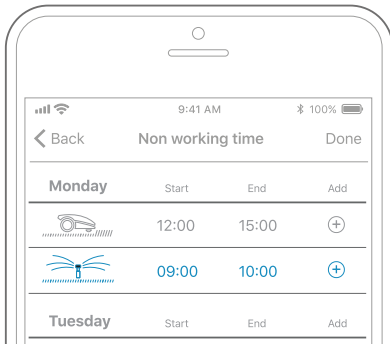 9:41 AM 100%
Back Non working time Done
Monday Start End Add
12:00 15:00
09:00 10:00
Tuesday Start End Add